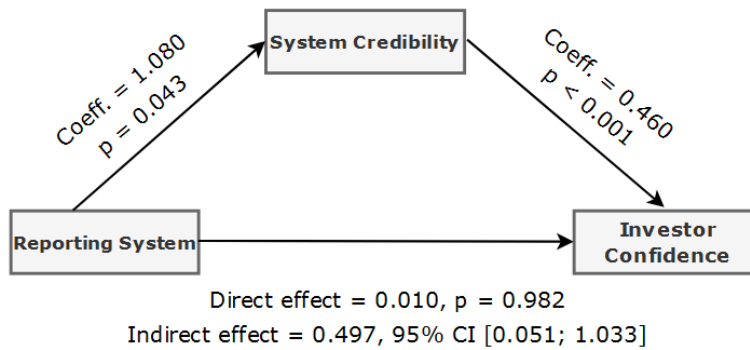 System Credibility
Coeff. = 1.080
p = 0.043
Coeff. = 0.460
p < 0.001
Reporting System
Investor
Confidence
Direct effect = 0.010, p = 0.982
Indirect effect = 0.497, 95% CI [0.051; 1.033]